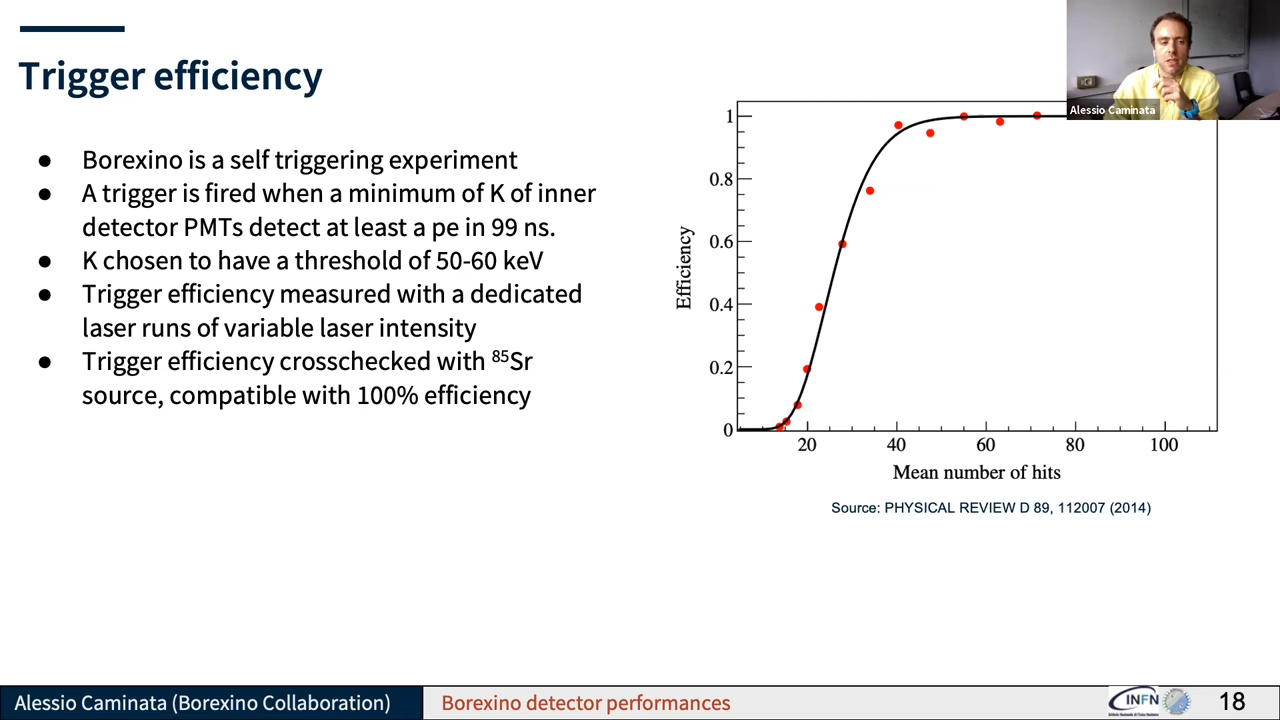 Trigger efficiency
● Borexino is a self triggering experiment
● A trigger is fired when a minimum of K of inner
detector PMTs detect at least a pe in 99 ns.
● K chosen to have a threshold of 50-60 keV
● Trigger efficiency measured with a dedicated
laser runs of variable laser intensity
● Trigger efficiency crosschecked with ⁸⁵Sr
source, compatible with 100% efficiency
Alessio Caminata
Efficiency
1
0.8
0.6
0.4
0.2
0
20 40 60 80 100
Mean number of hits
Source: PHYSICAL REVIEW D 89, 112007 (2014)
Alessio Caminata (Borexino Collaboration)
Borexino detector performances
INFN
18